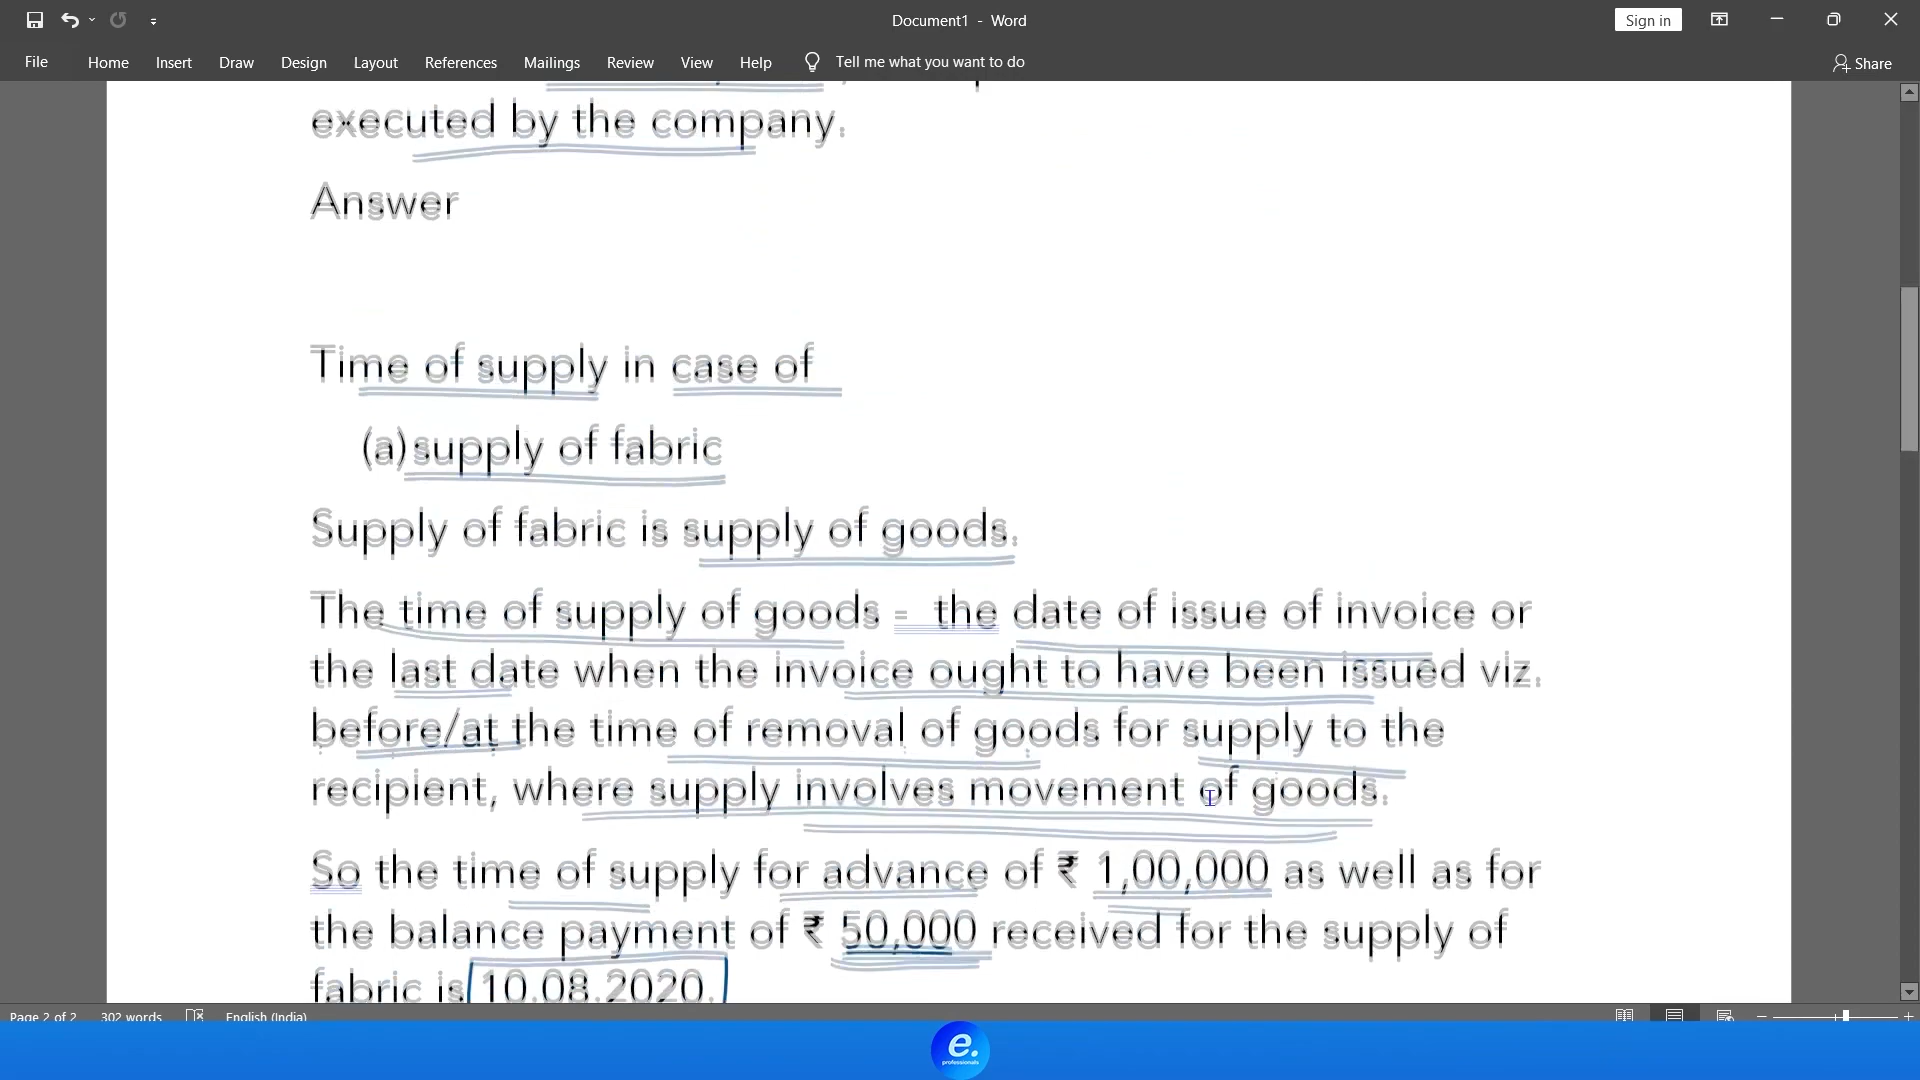 Document1 - Word
Sign in
File Home Insert Draw Design Layout References Mailings Review View Help Tell me what you want to do Share
executed by the company.
Answer
Time of supply in case of
(a) supply of fabric
Supply of fabric is supply of goods.
The time of supply of goods = the date of issue of invoice or
the last date when the invoice ought to have been issued viz.
before/at the time of removal of goods for supply to the
recipient, where supply involves movement of goods.
So the time of supply for advance of ₹ 1,00,000 as well as for
the balance payment of ₹ 50,000 received for the supply of
fabric is 10.08.2020.
Page 2 of 2 302 words English (India)
e.
professionals